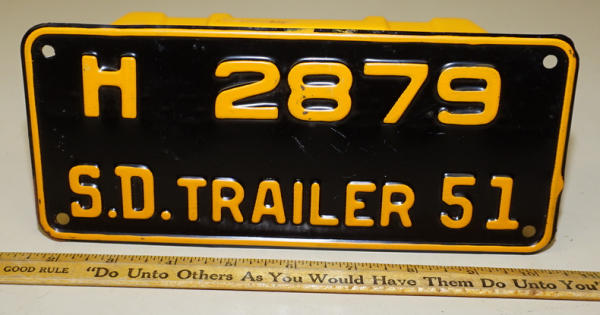 H 2879
S.D. TRAILER 51
GOOD RULE "Do Unto Others As You Would Have Them Do Unto You"